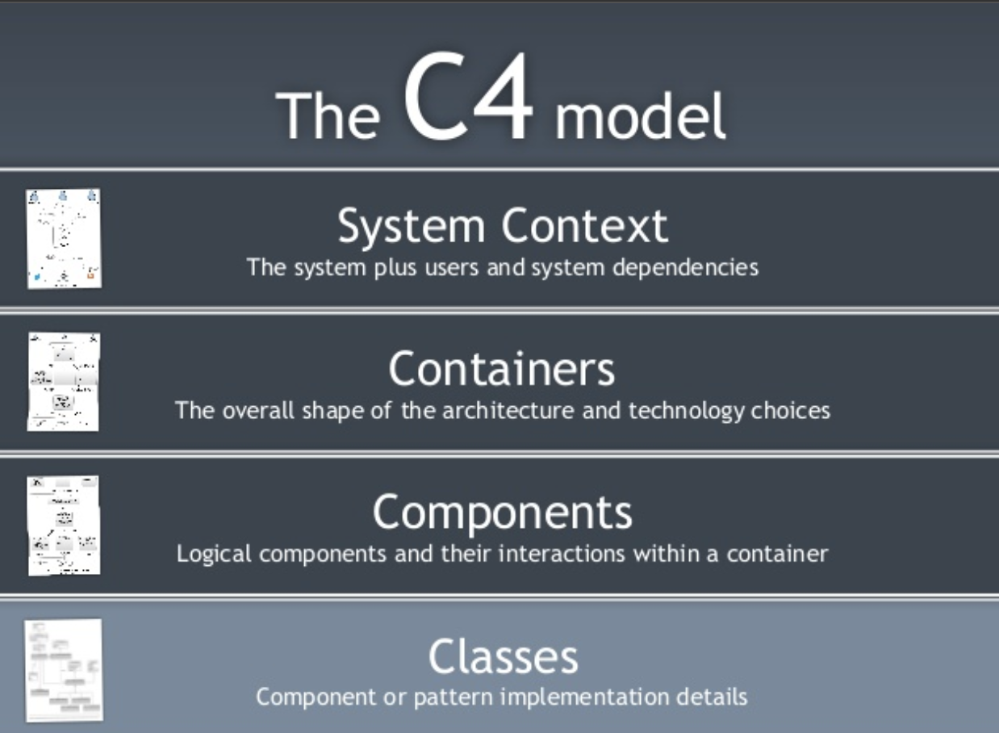 The C4 model
System Context
The system plus users and system dependencies
Containers
The overall shape of the architecture and technology choices
Components
Logical components and their interactions within a container
Classes
Component or pattern implementation details